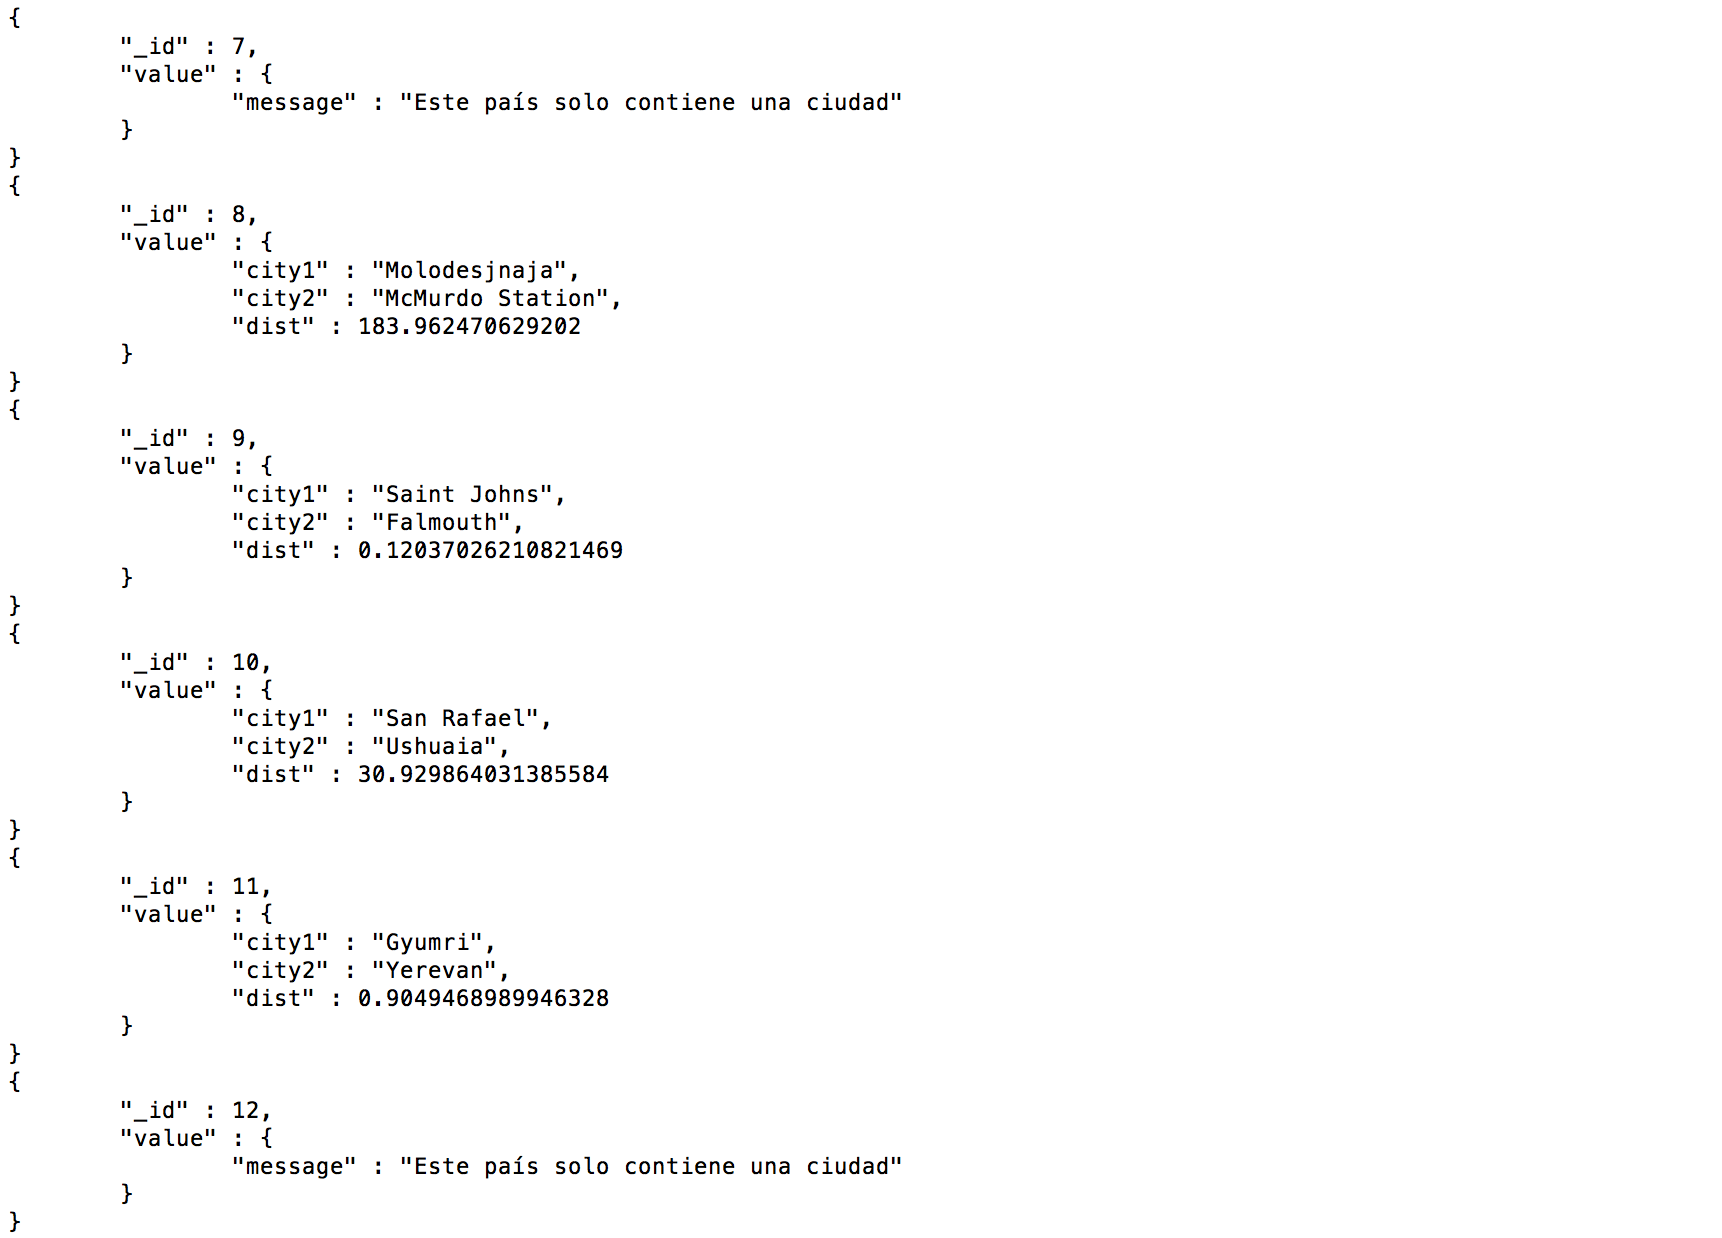 {
"_id" : 7,
"value" : {
"message" : "Este país solo contiene una ciudad"
}
}
{
"_id" : 8,
"value" : {
"city1" : "Molodesjnaja",
"city2" : "McMurdo Station",
"dist" : 183.962470629202
}
}
{
"_id" : 9,
"value" : {
"city1" : "Saint Johns",
"city2" : "Falmouth",
"dist" : 0.12037026210821469
}
}
{
"_id" : 10,
"value" : {
"city1" : "San Rafael",
"city2" : "Ushuaia",
"dist" : 30.929864031385584
}
}
{
"_id" : 11,
"value" : {
"city1" : "Gyumri",
"city2" : "Yerevan",
"dist" : 0.9049468989946328
}
}
{
"_id" : 12,
"value" : {
"message" : "Este país solo contiene una ciudad"
}
}